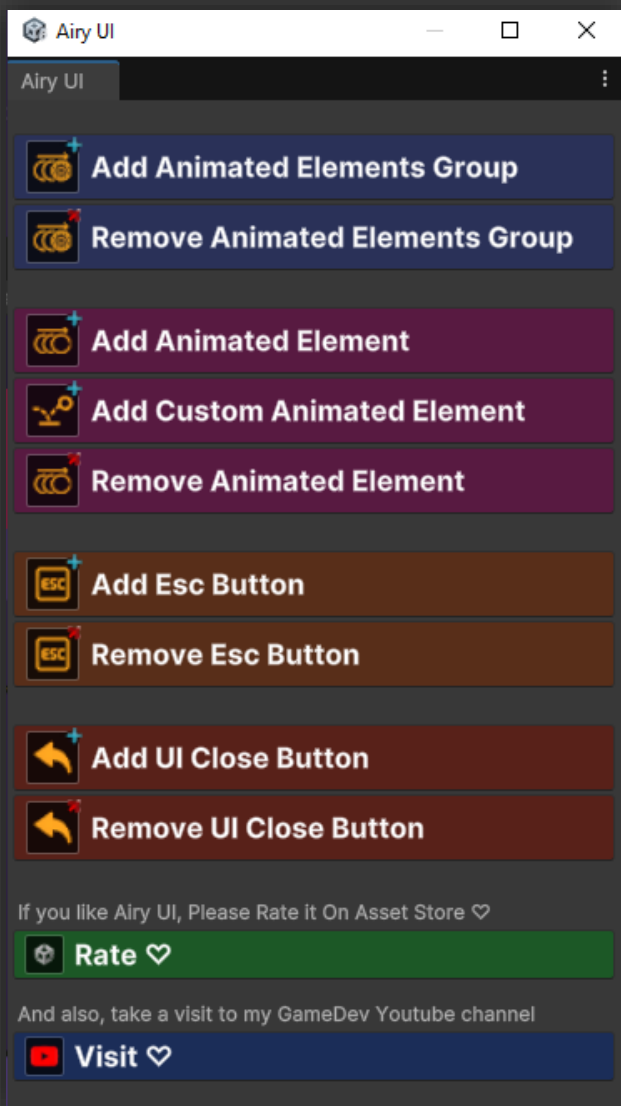 Airy UI
Airy UI
Add Animated Elements Group
Remove Animated Elements Group
Add Animated Element
Add Custom Animated Element
Remove Animated Element
ESC
Add Esc Button
ESC
Remove Esc Button
Add UI Close Button
Remove UI Close Button
If you like Airy UI, Please Rate it On Asset Store ♡
Rate ♡
And also, take a visit to my GameDev Youtube channel
Visit ♡